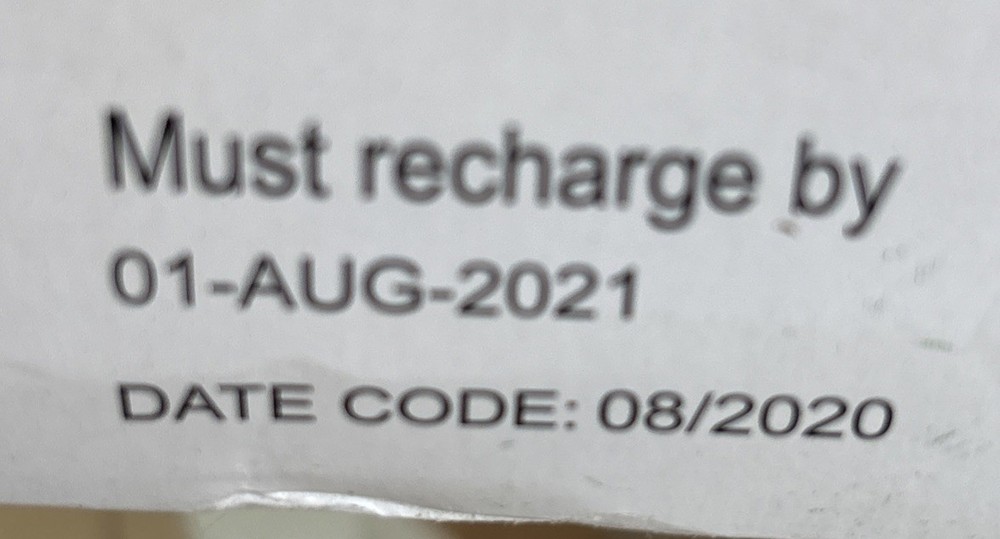 Must recharge by
01-AUG-2021
DATE CODE: 08/2020